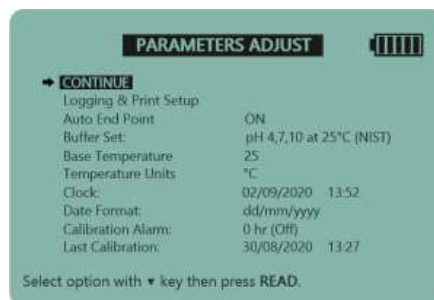 PARAMETERS ADJUST
CONTINUE
Logging & Print Setup
Auto End Point ON
Buffer Set: pH 4,7,10 at 25°C (NIST)
Base Temperature 25
Temperature Units °C
Clock: 02/09/2020 13:52
Date Format: dd/mm/yyyy
Calibration Alarm: 0 hr (Off)
Last Calibration: 30/08/2020 13:27
Select option with ▾ key then press READ.